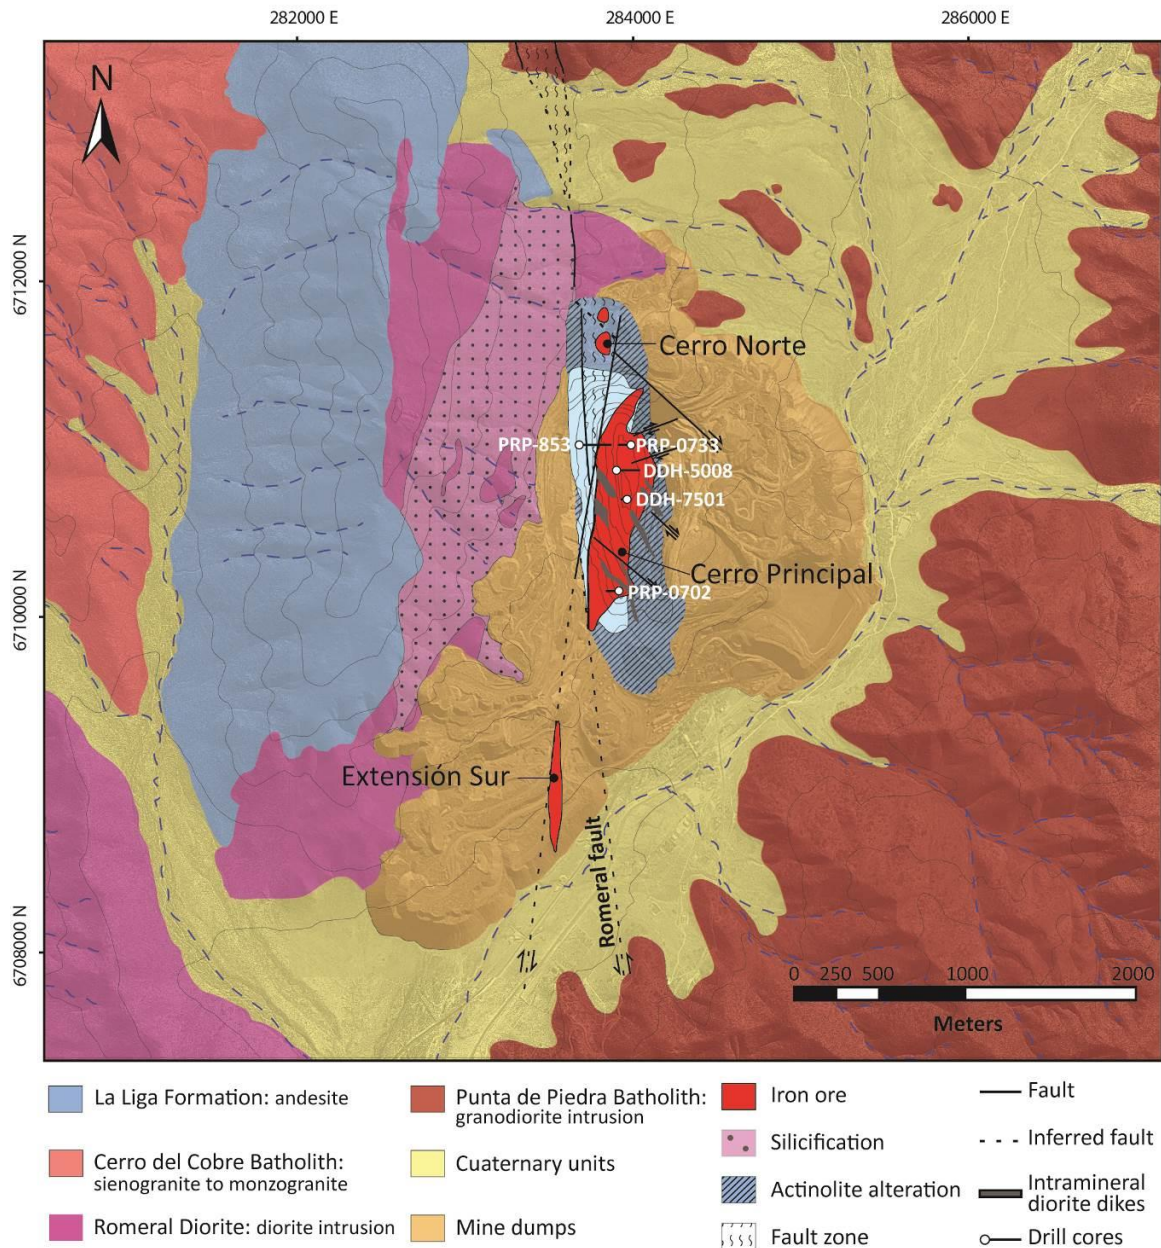 282000 E
284000 E
286000 E
N
6712000 N
Cerro Norte
PRP-853
PRP-0733
DDH-5008
DDH-7501
Cerro Principal
PRP-0702
6710000 N
Extensión Sur
Romeral fault
6708000 N
0 250 500 1000 2000
Meters
La Liga Formation: andesite
Cerro del Cobre Batholith:
sienogranite to monzogranite
Romeral Diorite: diorite intrusion
Punta de Piedra Batholith:
granodiorite intrusion
Cuaternary units
Mine dumps
Iron ore
Silicification
Actinolite alteration
Fault zone
Fault
Inferred fault
Intramineral
diorite dikes
Drill cores